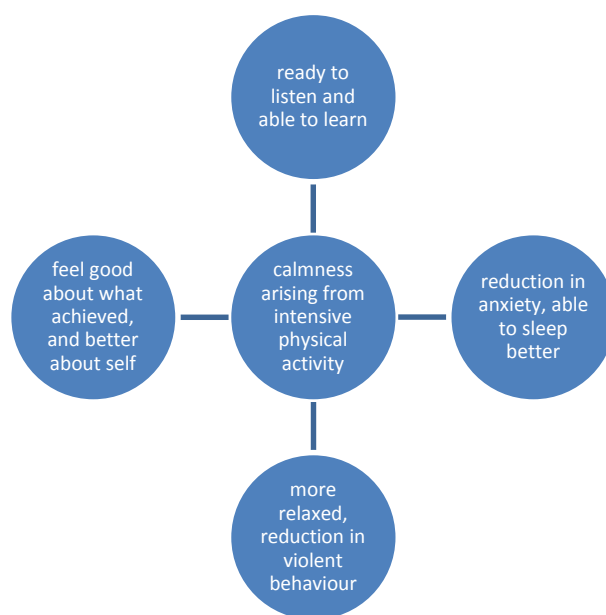 ready to
listen and
able to learn
feel good
about what
achieved,
and better
about self
calmness
arising from
intensive
physical
activity
reduction in
anxiety, able
to sleep
better
more
relaxed,
reduction in
violent
behaviour